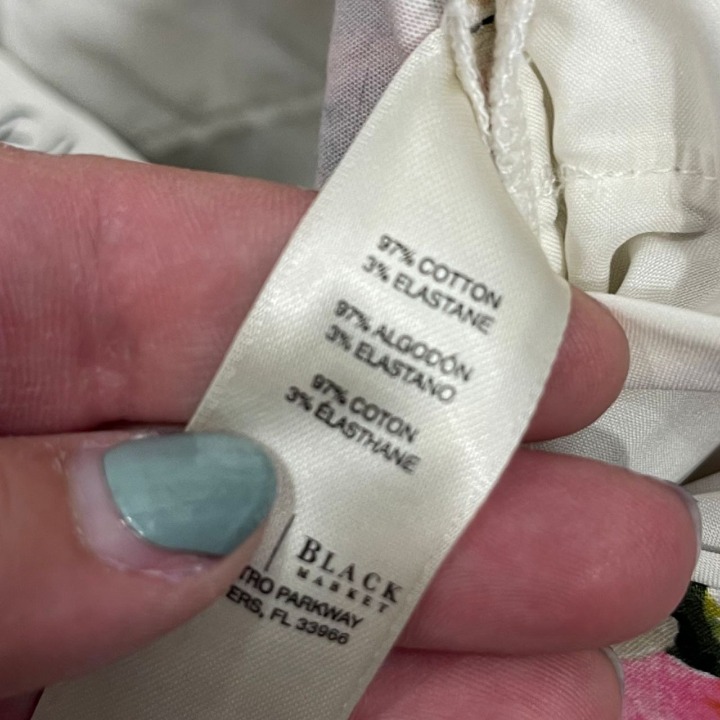 97% COTTON
3% ELASTANE
97% ALGODÓN
3% ELASTANO
97% COTON
3% ÉLASTHANE
BLACK
MARKET
TRO PARKWAY
ERS, FL 33966